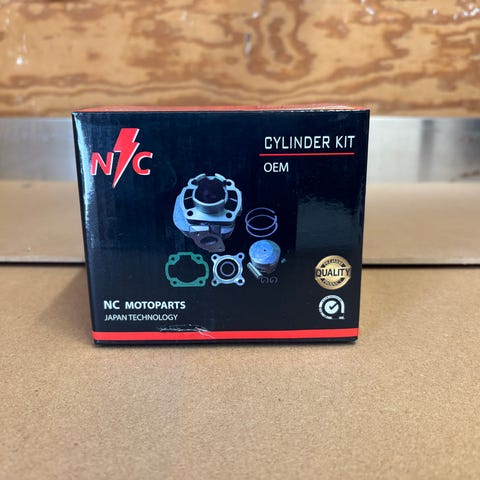 NC
CYLINDER KIT
OEM
QUALITY
NC MOTOPARTS
JAPAN TECHNOLOGY